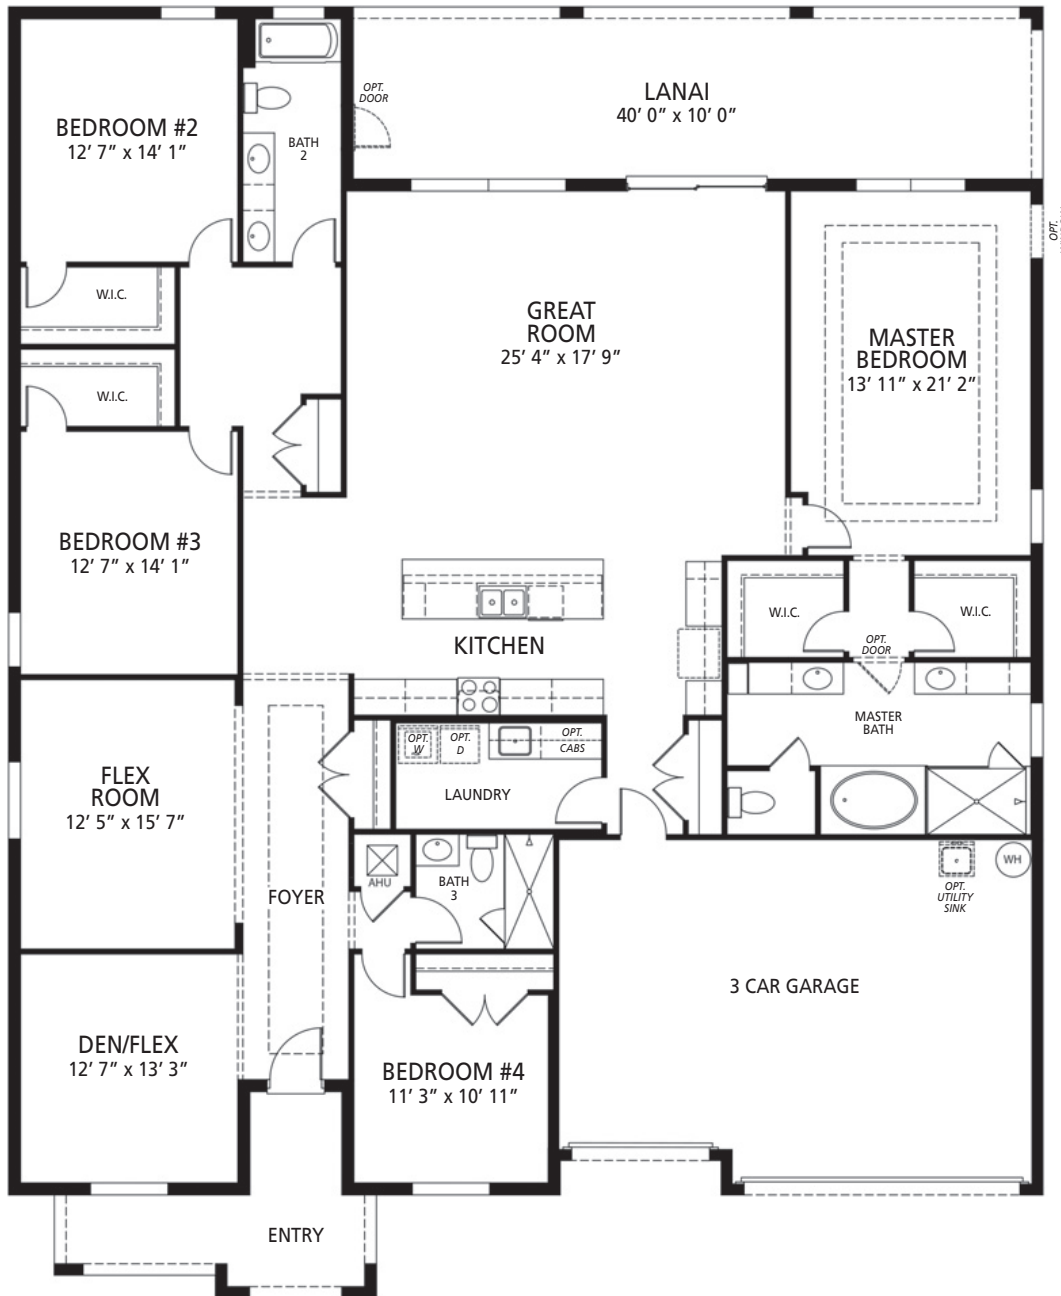 BEDROOM #2
12' 7" x 14' 1"
BATH
2
OPT.
DOOR
LANAI
40' 0" x 10' 0"
OPT.
W.I.C.
W.I.C.
GREAT
ROOM
25' 4" x 17' 9"
MASTER
BEDROOM
13' 11" x 21' 2"
BEDROOM #3
12' 7" x 14' 1"
KITCHEN
W.I.C.
W.I.C.
OPT.
DOOR
MASTER
BATH
FLEX
ROOM
12' 5" x 15' 7"
OPT.
W
OPT.
D
OPT.
CABS
LAUNDRY
FOYER
AHU
BATH
3
WH
OPT.
UTILITY
SINK
3 CAR GARAGE
DEN/FLEX
12' 7" x 13' 3"
BEDROOM #4
11' 3" x 10' 11"
ENTRY